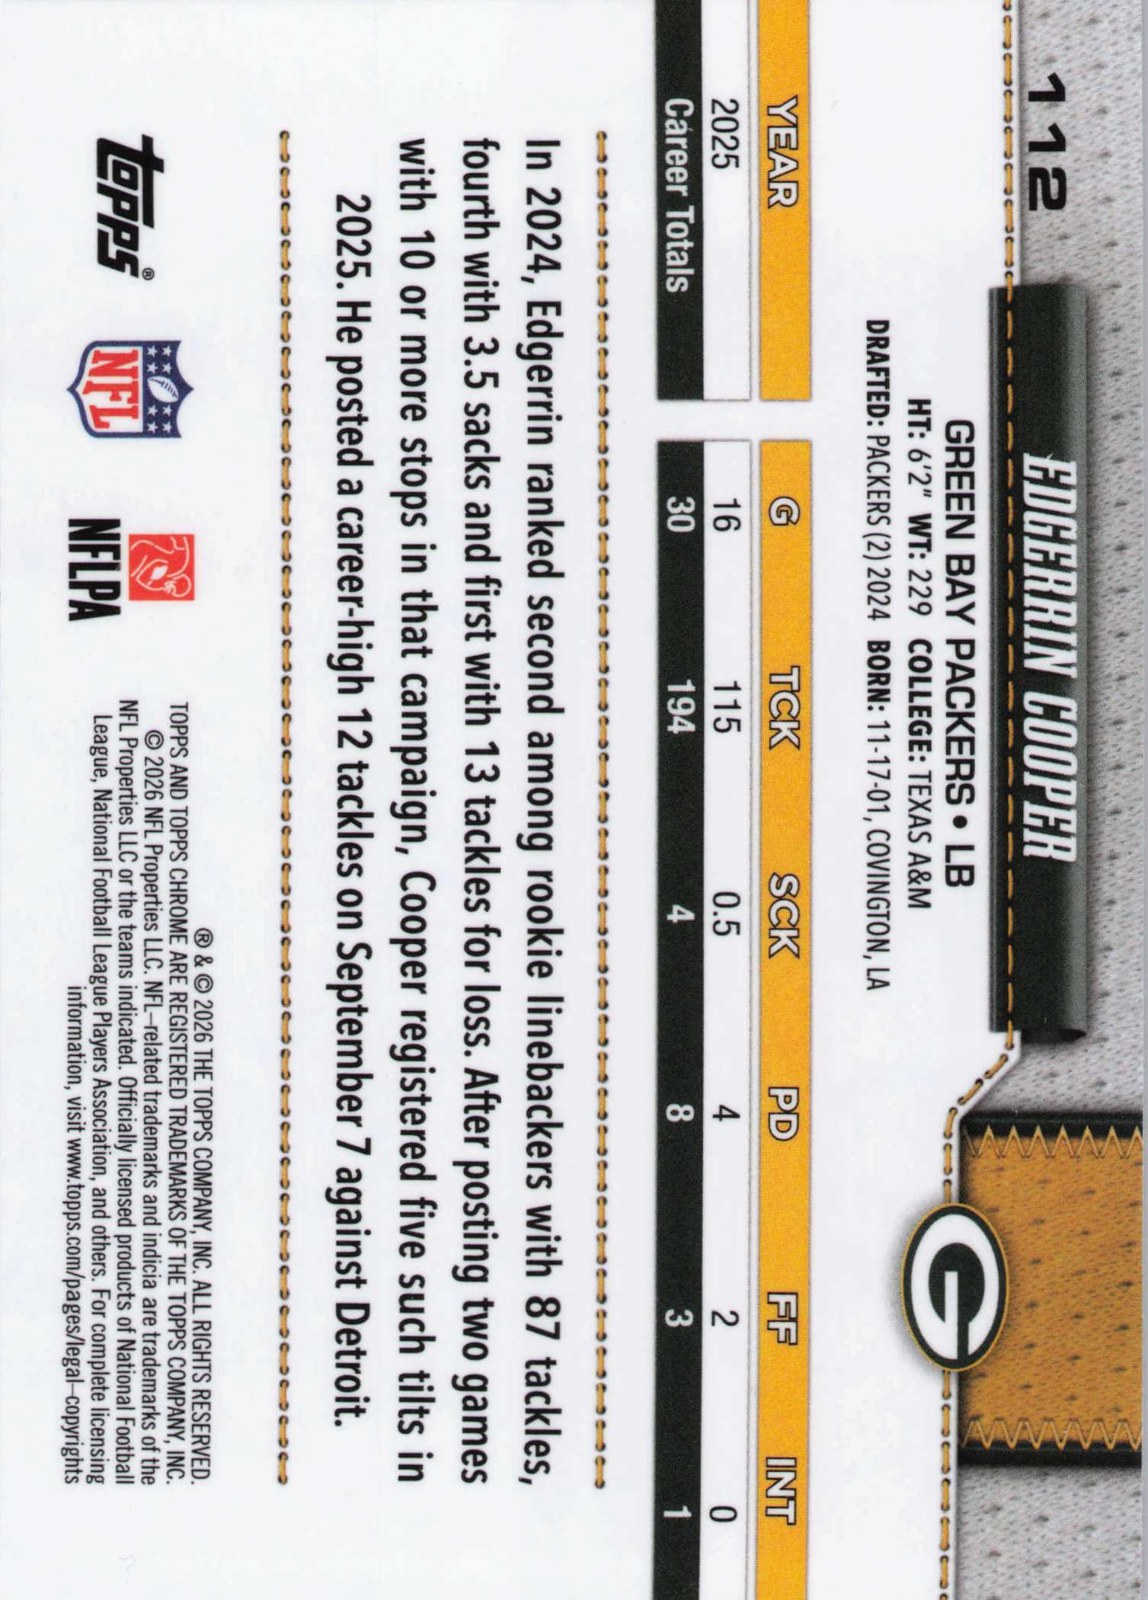 112
EDGERRIN COOPER
GREEN BAY PACKERS • LB
HT: 6'2" WT: 229 COLLEGE: TEXAS A&M
DRAFTED: PACKERS (2) 2024 BORN: 11-17-01, COVINGTON, LA
G
YEAR G TCK SCK PD FF INT
2025 16 115 0.5 4 2 0
Career Totals 30 194 4 8 3 1
In 2024, Edgerrin ranked second among rookie linebackers with 87 tackles,
fourth with 3.5 sacks and first with 13 tackles for loss. After posting two games
with 10 or more stops in that campaign, Cooper registered five such tilts in
2025. He posted a career-high 12 tackles on September 7 against Detroit.
topps®
NFL
NFLPA
® & © 2026 THE TOPPS COMPANY, INC. ALL RIGHTS RESERVED.
TOPPS AND TOPPS CHROME ARE REGISTERED TRADEMARKS OF THE TOPPS COMPANY, INC.
© 2026 NFL Properties LLC. NFL-related trademarks and indicia are trademarks of the
NFL Properties LLC or the teams indicated. Officially licensed products of National Football
League, National Football League Players Association, and others. For complete licensing
information, visit www.topps.com/pages/legal-copyrights